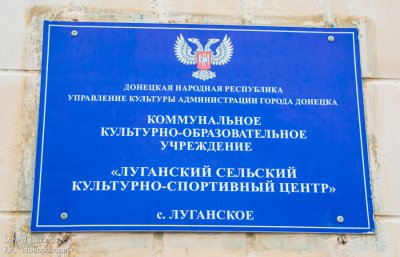 ДОНЕЦКАЯ НАРОДНАЯ РЕСПУБЛИКА
УПРАВЛЕНИЕ КУЛЬТУРЫ АДМИНИСТРАЦИИ ГОРОДА ДОНЕЦКА
КОММУНАЛЬНОЕ
КУЛЬТУРНО-ОБРАЗОВАТЕЛЬНОЕ
УЧРЕЖДЕНИЕ
«ЛУГАНСКИЙ СЕЛЬСКИЙ
КУЛЬТУРНО-СПОРТИВНЫЙ ЦЕНТР»
с. ЛУГАНСКОЕ